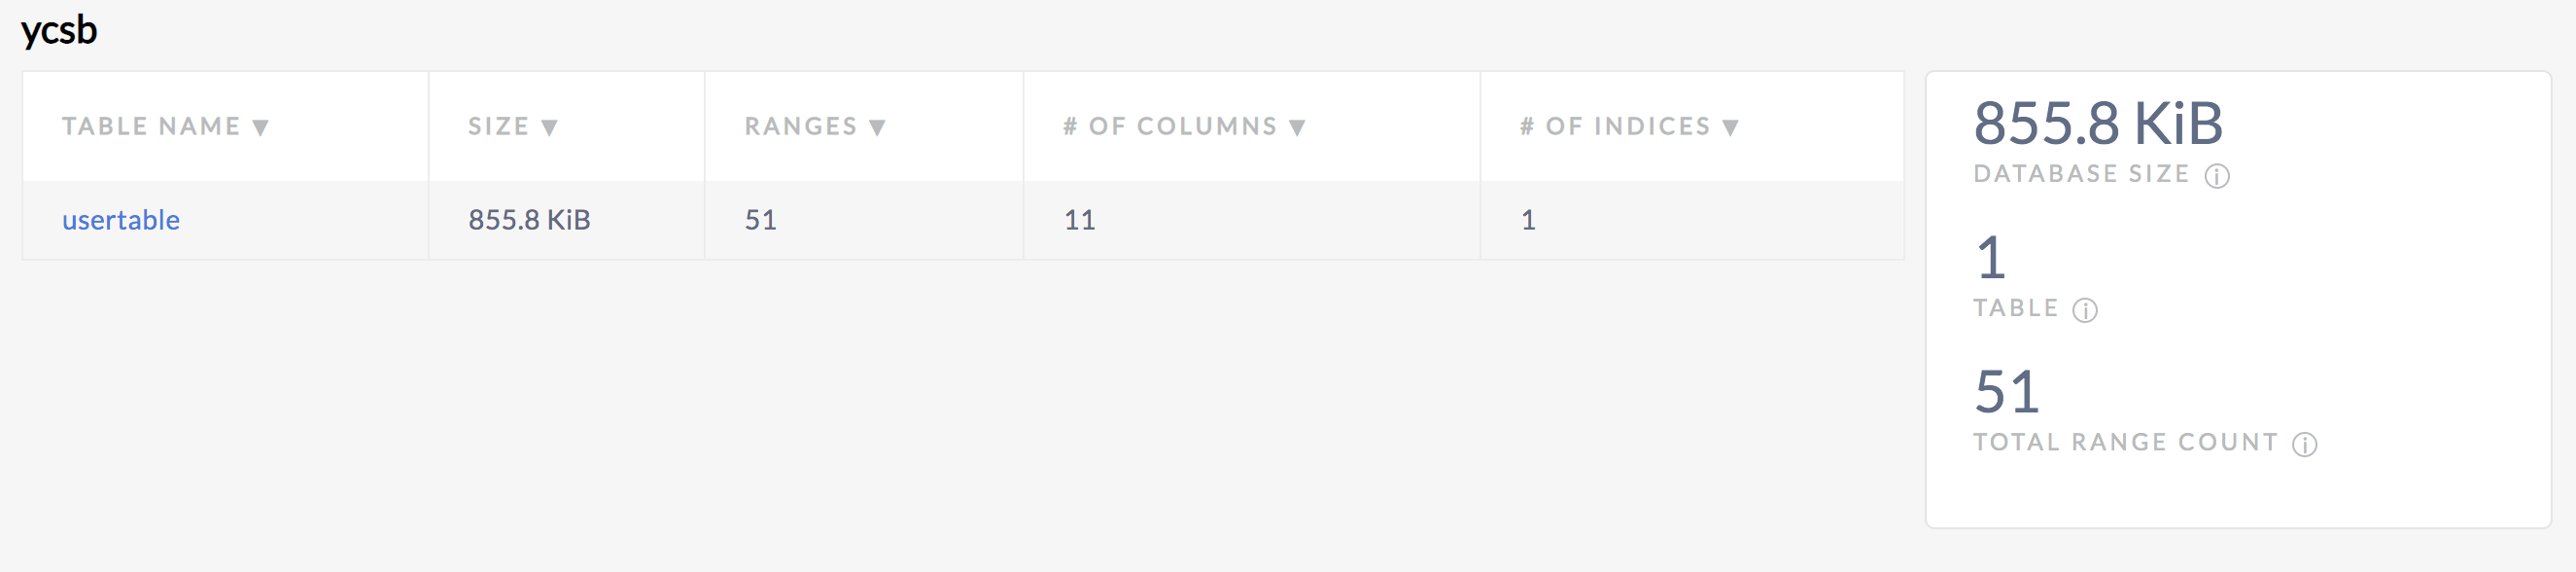 ycsb
TABLE NAME ▼ SIZE ▼ RANGES ▼ # OF COLUMNS ▼ # OF INDICES ▼
usertable 855.8 KiB 51 11 1
855.8 KiB
DATABASE SIZE ⓘ
1
TABLE ⓘ
51
TOTAL RANGE COUNT ⓘ